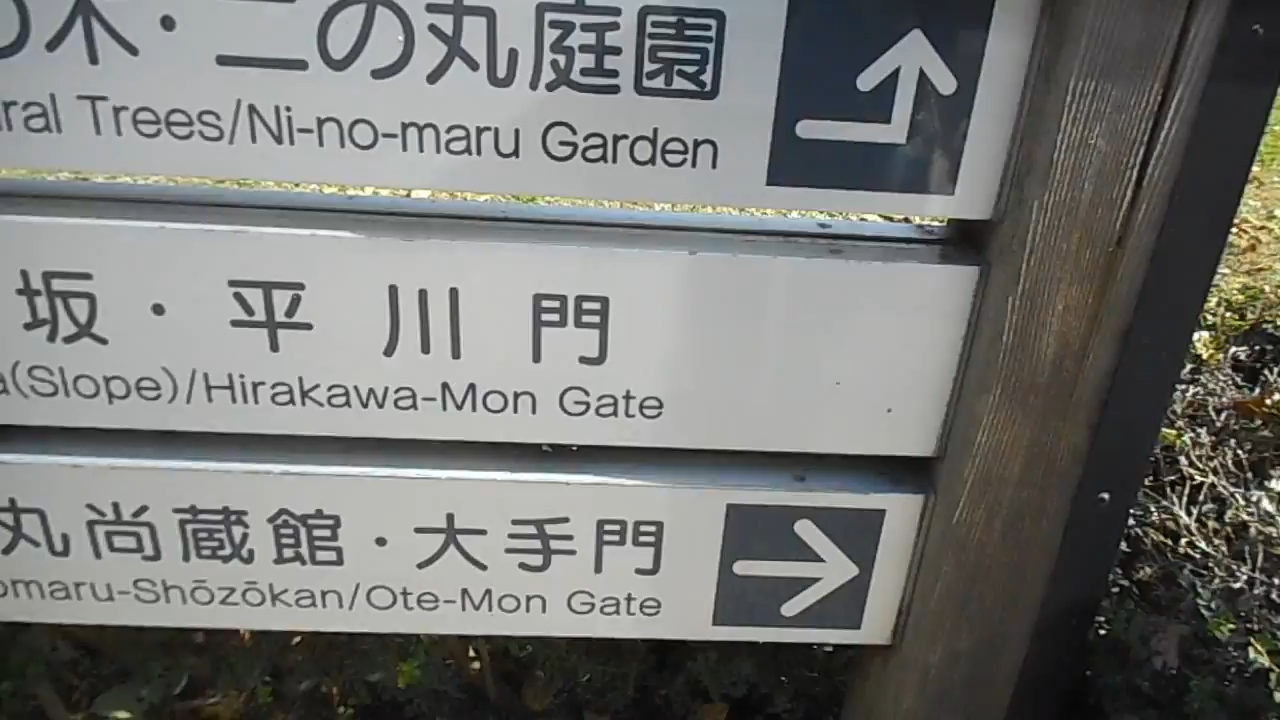 木・二の丸庭園
ral Trees/Ni-no-maru Garden
坂・平川門
(Slope)/Hirakawa-Mon Gate
丸尚蔵館・大手門
omaru-Shōzōkan/Ote-Mon Gate